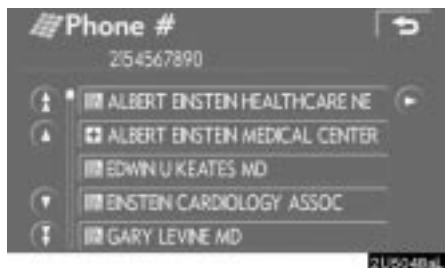 Phone #
2154567890
ALBERT EINSTEIN HEALTHCARE NE
ALBERT EINSTEIN MEDICAL CENTER
EDWIN U KEATES MD
EINSTEIN CARDIOLOGY ASSOC
GARY LEVINE MD
2U5048aL